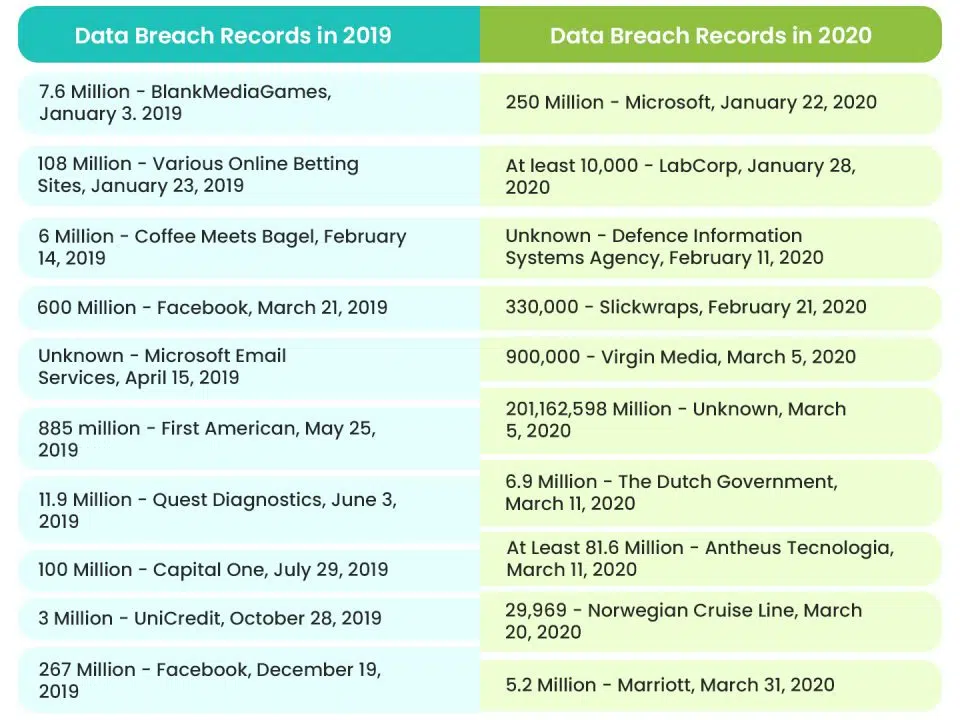 Data Breach Records in 2019
Data Breach Records in 2020
7.6 Million - BlankMediaGames,
January 3. 2019
250 Million - Microsoft, January 22, 2020
108 Million - Various Online Betting
Sites, January 23, 2019
At least 10,000 - LabCorp, January 28,
2020
6 Million - Coffee Meets Bagel, February
14, 2019
Unknown - Defence Information
Systems Agency, February 11, 2020
600 Million - Facebook, March 21, 2019
330,000 - Slickwraps, February 21, 2020
Unknown - Microsoft Email
Services, April 15, 2019
900,000 - Virgin Media, March 5, 2020
885 million - First American, May 25,
2019
201,162,598 Million - Unknown, March
5, 2020
11.9 Million - Quest Diagnostics, June 3,
2019
6.9 Million - The Dutch Government,
March 11, 2020
100 Million - Capital One, July 29, 2019
At Least 81.6 Million - Antheus Tecnologia,
March 11, 2020
3 Million - UniCredit, October 28, 2019
29,969 - Norwegian Cruise Line, March
20, 2020
267 Million - Facebook, December 19,
2019
5.2 Million - Marriott, March 31, 2020